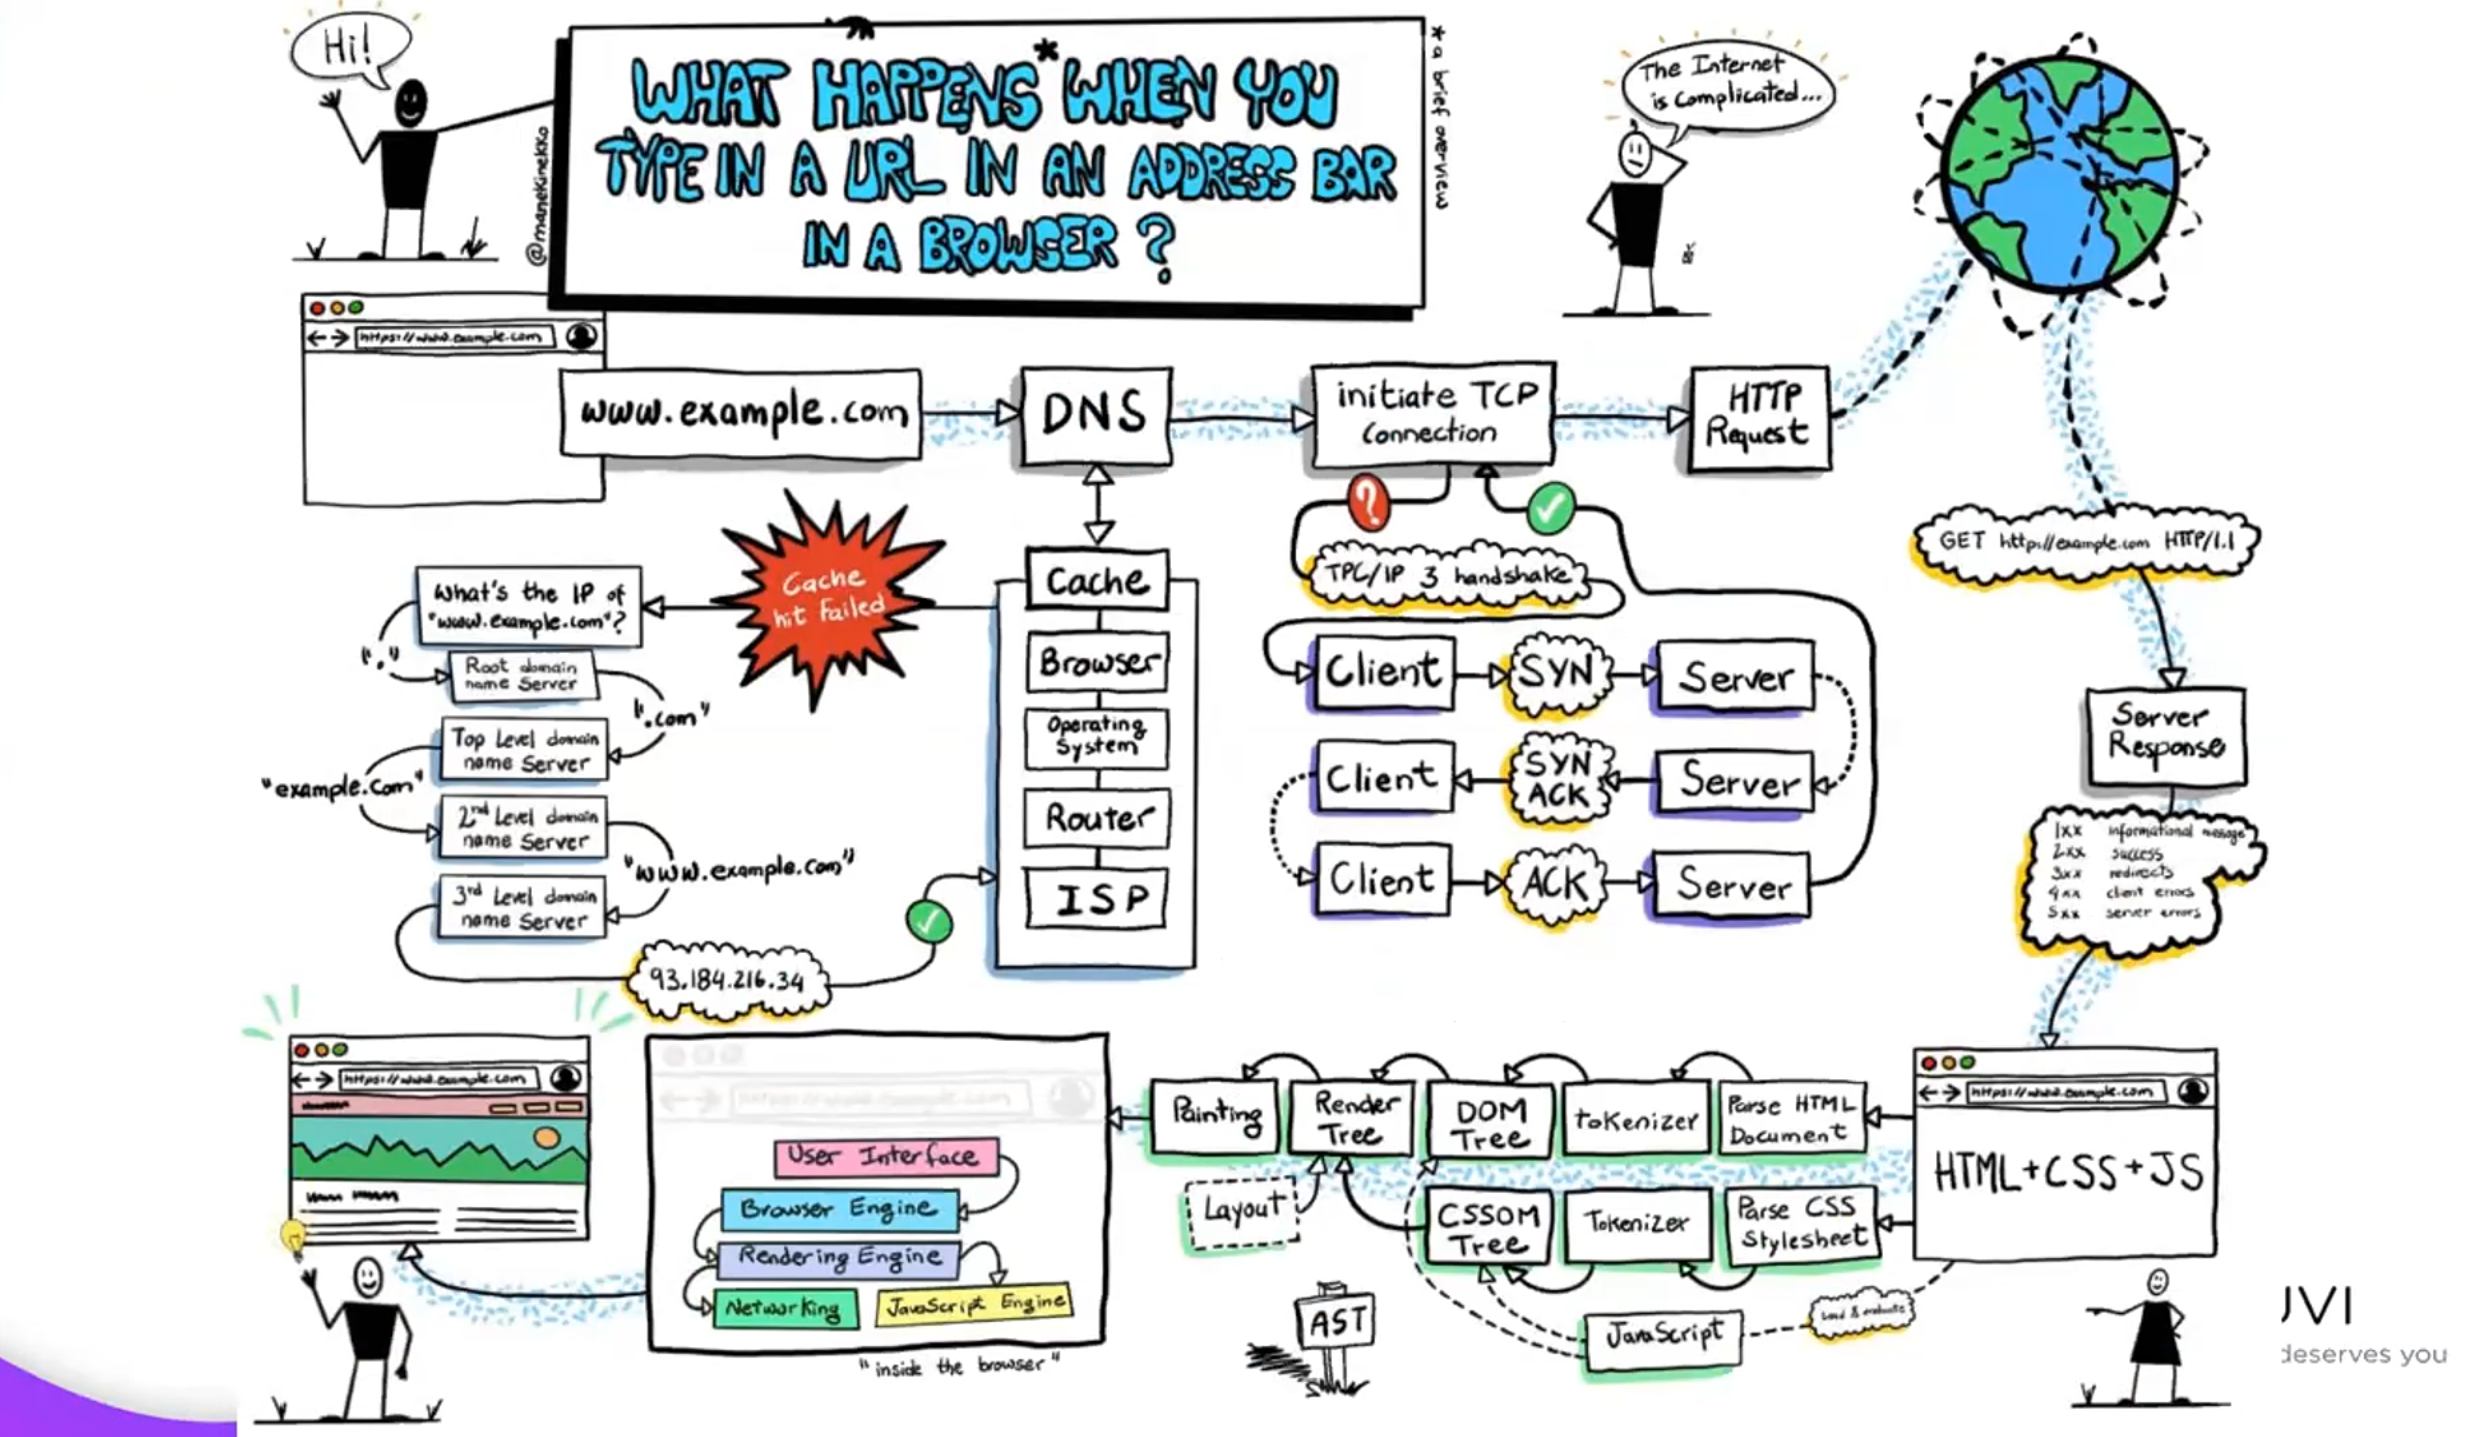 Hi!
WHAT HAPPENS* WHEN YOU
TYPE IN A URL IN AN ADDRESS BAR
IN A BROWSER ?
* a brief overview
@manekinekko
The Internet
is complicated...
https://www.example.com
www.example.com
DNS
initiate TCP
Connection
HTTP
Request
GET http://example.com HTTP/1.1
Server
Response
1xx informational message
2xx success
3xx redirects
4xx client errors
5xx server errors
Cache
Browser
Operating
System
Router
ISP
Cache
hit failed
What's the IP of
"www.example.com"?
"."
Root domain
name Server
".com"
Top Level domain
name Server
"example.com"
2nd Level domain
name Server
"www.example.com"
3rd Level domain
name Server
93.184.216.34
?
TPC/IP 3 handshake
Client
SYN
Server
Client
SYN
ACK
Server
Client
ACK
Server
https://www.example.com
HTML+CSS+JS
Parse HTML
Document
toKenizer
DOM
Tree
Render
Tree
Painting
Layout
Parse CSS
Stylesheet
ToKenizer
CSSOM
Tree
Load & evaluate
JavaScript
AST
User Interface
Browser Engine
Rendering Engine
Networking
JavaScript Engine
"inside the browser"
https://www.example.com
UVI
deserves you